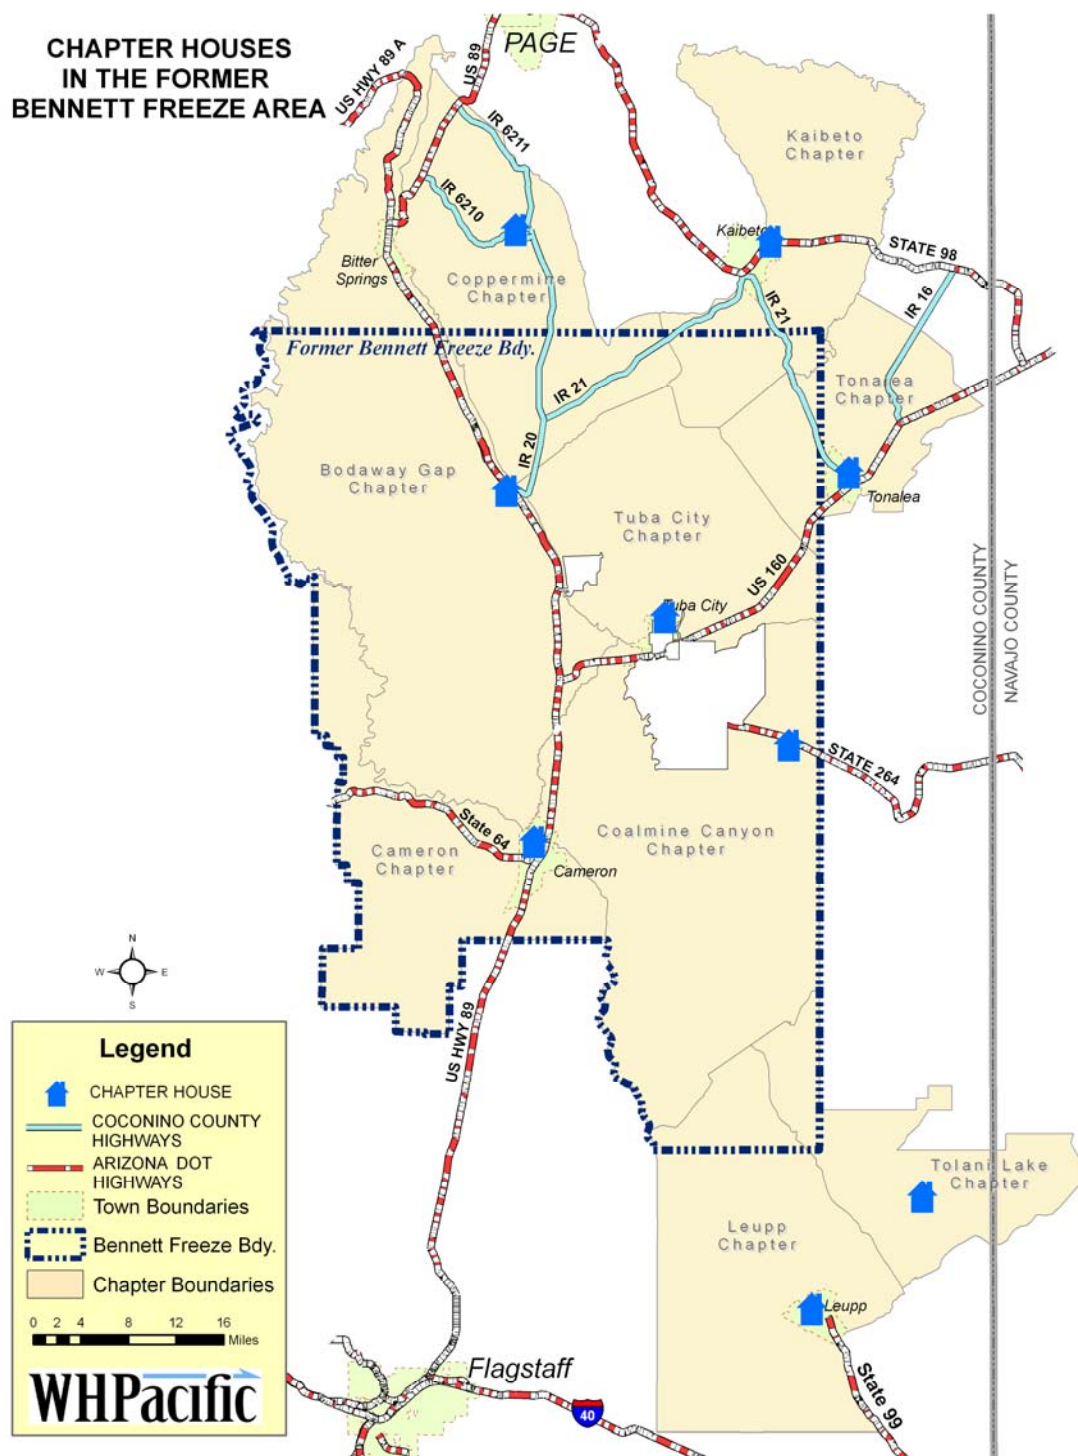 CHAPTER HOUSES
IN THE FORMER
BENNETT FREEZE AREA
US HWY 89 A
US 89
PAGE
IR 6211
IR 6210
Kaibeto
Chapter
Kaibeto
STATE 98
Bitter
Springs
Coppermine
Chapter
IR 21
IR 16
Former Bennett Freeze Bdy.
IR 21
Tonalea
Chapter
IR 20
Bodaway Gap
Chapter
Tonalea
Tuba City
Chapter
US 160
COCONINO COUNTY
NAVAJO COUNTY
Tuba City
STATE 264
State 64
Cameron
Chapter
Coalmine Canyon
Chapter
Cameron
N
W
E
S
US HWY 89
Legend
CHAPTER HOUSE
COCONINO COUNTY
HIGHWAYS
ARIZONA DOT
HIGHWAYS
Town Boundaries
Bennett Freeze Bdy.
Chapter Boundaries
0 2 4 8 12 16
Miles
WHPacific
Tolani Lake
Chapter
Leupp
Chapter
Leupp
State 99
Flagstaff
40